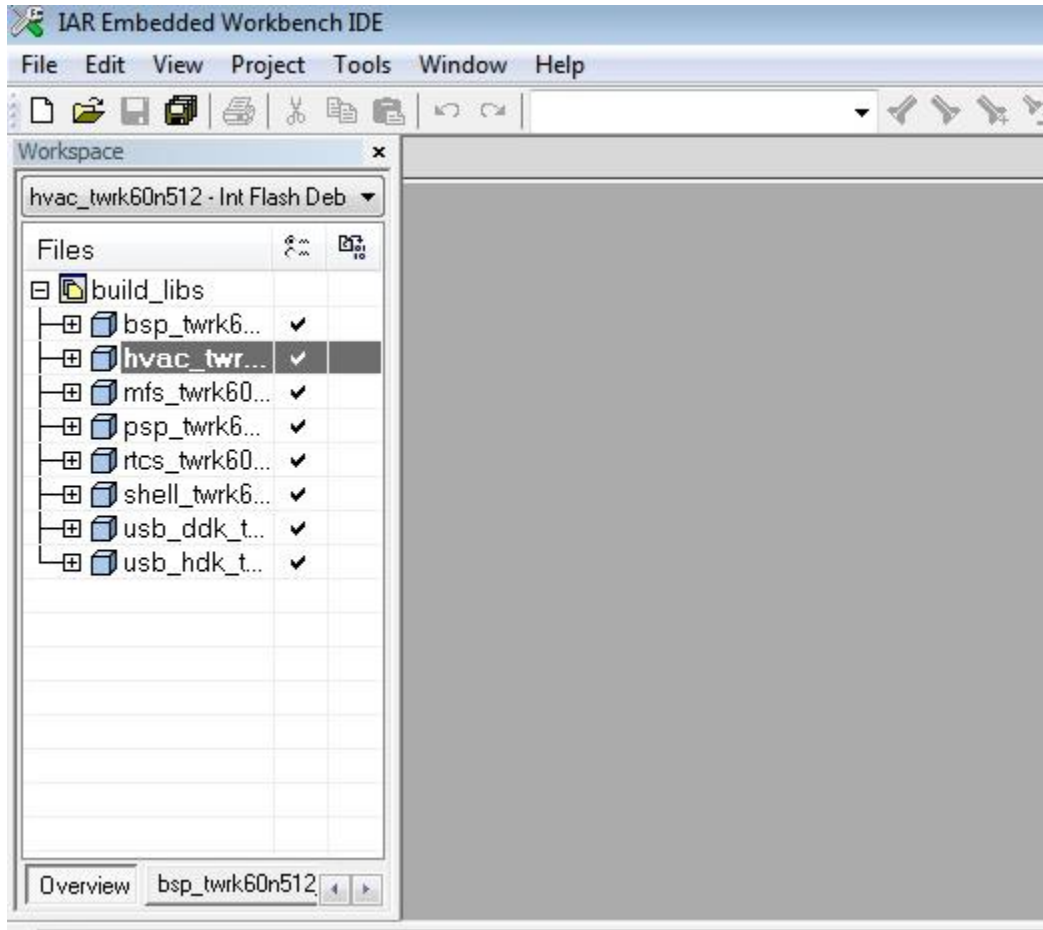 IAR Embedded Workbench IDE
File Edit View Project Tools Window Help
Workspace
hvac_twrk60n512 - Int Flash Deb
Files
build_libs
bsp_twrk6...
hvac_twr...
mfs_twrk60...
psp_twrk6...
rtcs_twrk60...
shell_twrk6...
usb_ddk_t...
usb_hdk_t...
Overview bsp_twrk60n512